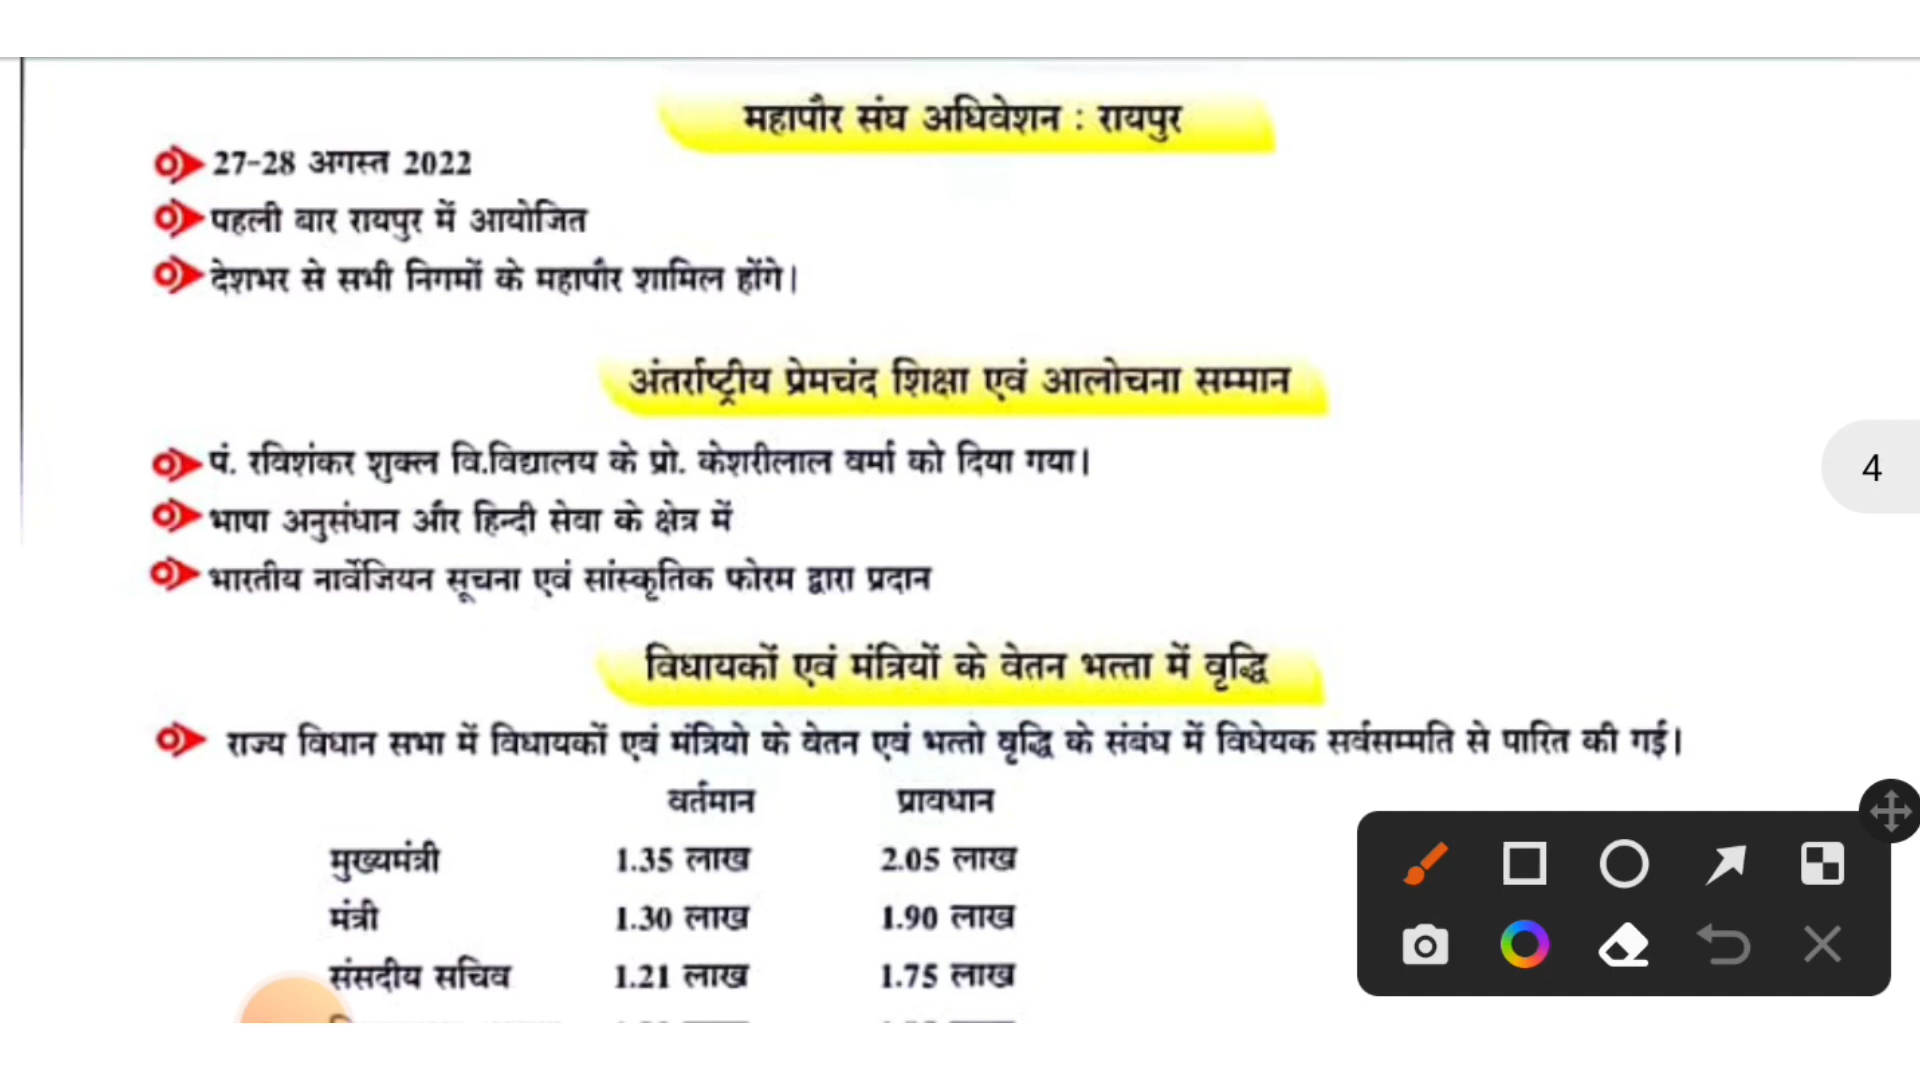 महापौर संघ अधिवेशन : रायपुर
27-28 अगस्त 2022
पहली बार रायपुर में आयोजित
देशभर से सभी निगमों के महापौर शामिल होंगे।
अंतर्राष्ट्रीय प्रेमचंद शिक्षा एवं आलोचना सम्मान
पं. रविशंकर शुक्ल वि.विद्यालय के प्रो. केशरीलाल वर्मा को दिया गया।
भाषा अनुसंधान और हिन्दी सेवा के क्षेत्र में
भारतीय नार्वेजियन सूचना एवं सांस्कृतिक फोरम द्वारा प्रदान
4
विधायकों एवं मंत्रियों के वेतन भत्ता में वृद्धि
राज्य विधान सभा में विधायकों एवं मंत्रियो के वेतन एवं भत्तो वृद्धि के संबंध में विधेयक सर्वसम्मति से पारित की गई।
वर्तमान प्रावधान
मुख्यमंत्री 1.35 लाख 2.05 लाख
मंत्री 1.30 लाख 1.90 लाख
संसदीय सचिव 1.21 लाख 1.75 लाख